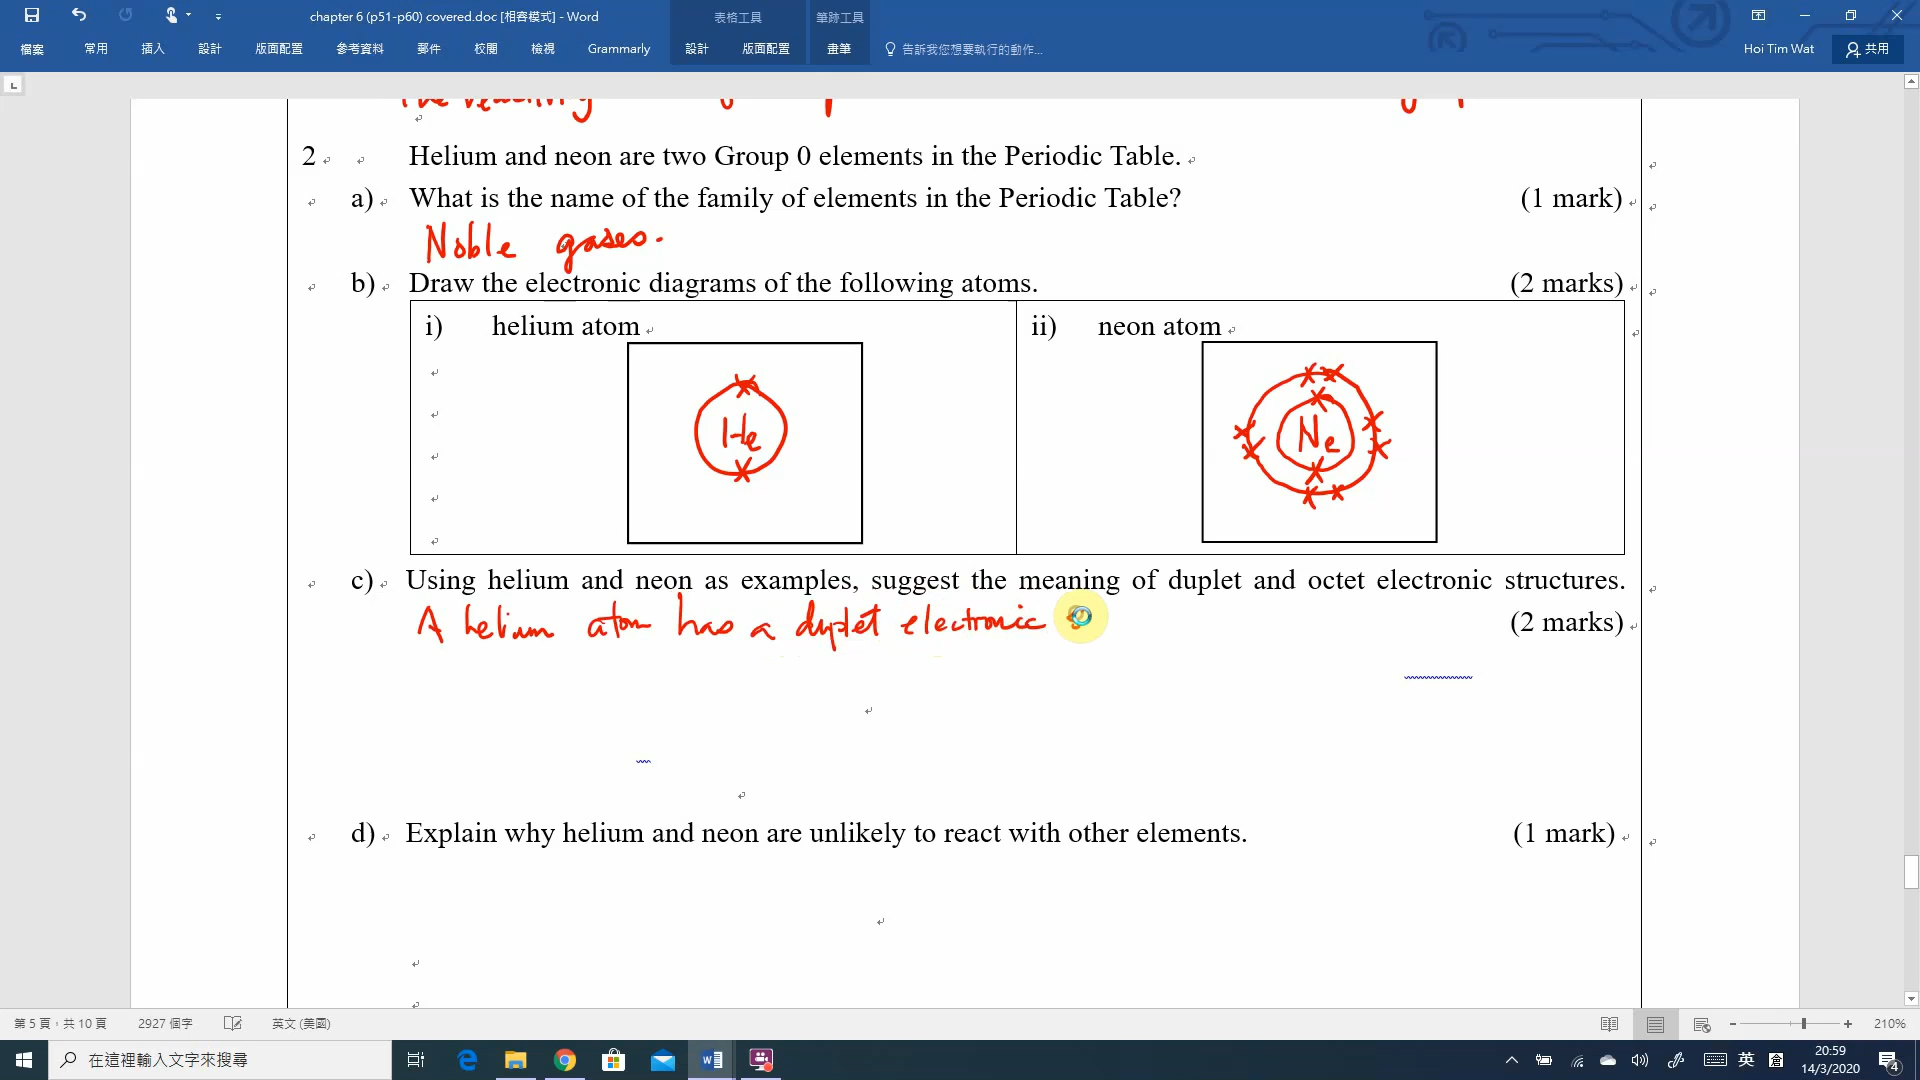 chapter 6 (p51-p60) covered.doc [相容模式] - Word
表格工具
筆跡工具
檔案 常用 插入 設計 版面配置 參考資料 郵件 校閱 檢視 Grammarly 設計 版面配置 畫筆 告訴我您想要執行的動作... Hoi Tim Wat 共用
2 Helium and neon are two Group 0 elements in the Periodic Table.
a) What is the name of the family of elements in the Periodic Table? (1 mark)
Noble gases.
b) Draw the electronic diagrams of the following atoms. (2 marks)
i) helium atom
ii) neon atom
He
Ne
c) Using helium and neon as examples, suggest the meaning of duplet and octet electronic structures.
A helium atom has a duplet electronic (2 marks)
d) Explain why helium and neon are unlikely to react with other elements. (1 mark)
第 5 頁，共 10 頁 2927 個字 英文 (美國) 210%
在這裡輸入文字來搜尋
英
20:59
14/3/2020
4